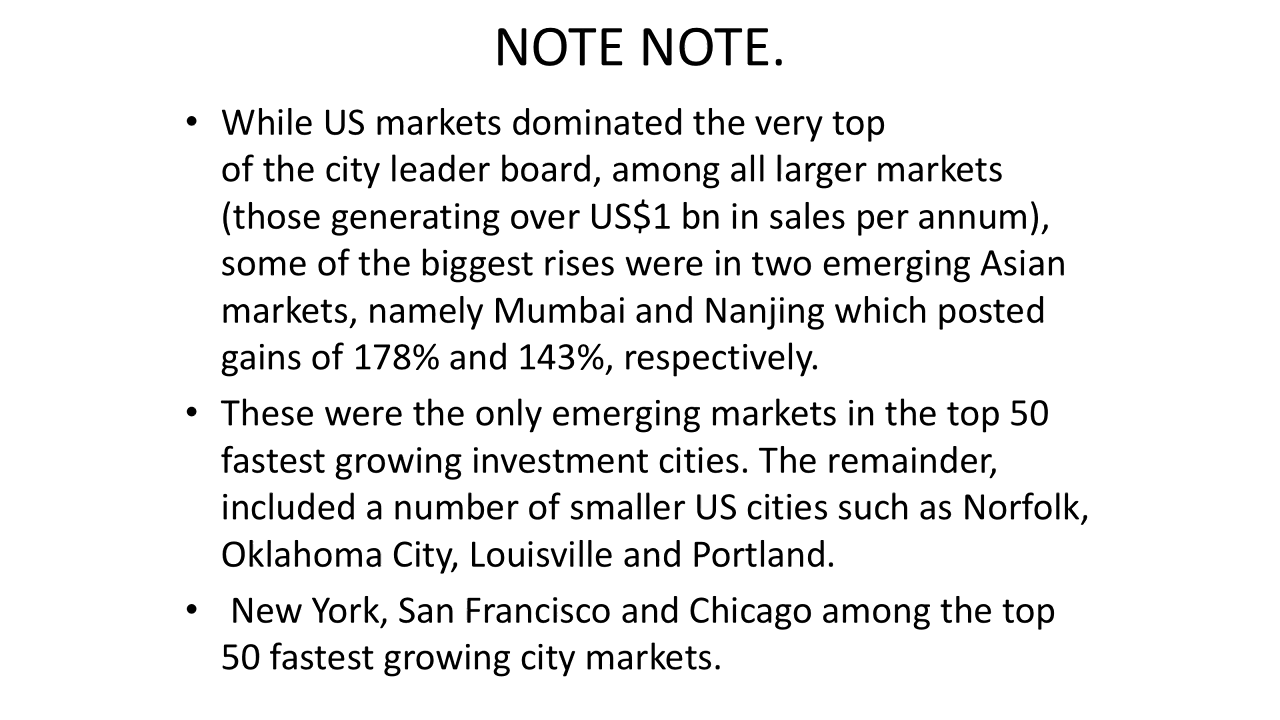 NOTE NOTE.
• While US markets dominated the very top
of the city leader board, among all larger markets
(those generating over US$1 bn in sales per annum),
some of the biggest rises were in two emerging Asian
markets, namely Mumbai and Nanjing which posted
gains of 178% and 143%, respectively.
• These were the only emerging markets in the top 50
fastest growing investment cities. The remainder,
included a number of smaller US cities such as Norfolk,
Oklahoma City, Louisville and Portland.
• New York, San Francisco and Chicago among the top
50 fastest growing city markets.